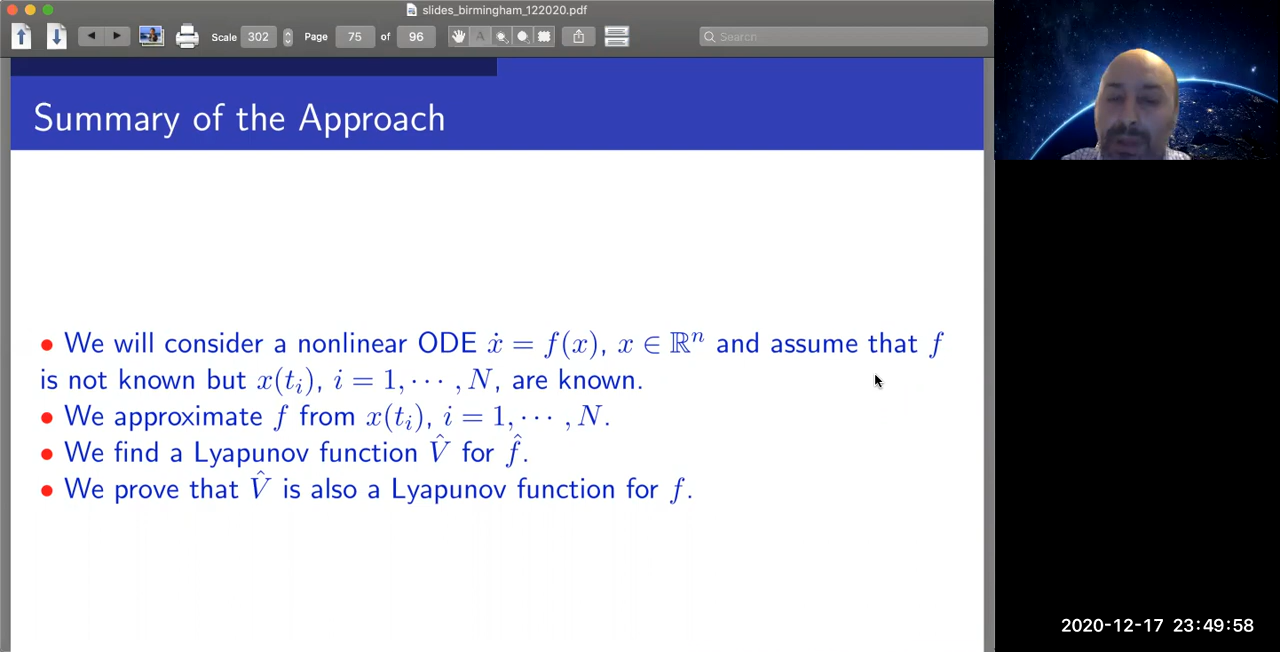 slides_birmingham_122020.pdf
Scale 302 Page 75 of 96 Search
Summary of the Approach
• We will consider a nonlinear ODE ẋ = f(x), x ∈ ℝⁿ and assume that f
is not known but x(tᵢ), i = 1, ⋯ , N, are known.
• We approximate f from x(tᵢ), i = 1, ⋯ , N.
• We find a Lyapunov function V̂ for f̂.
• We prove that V̂ is also a Lyapunov function for f.
2020-12-17 23:49:58